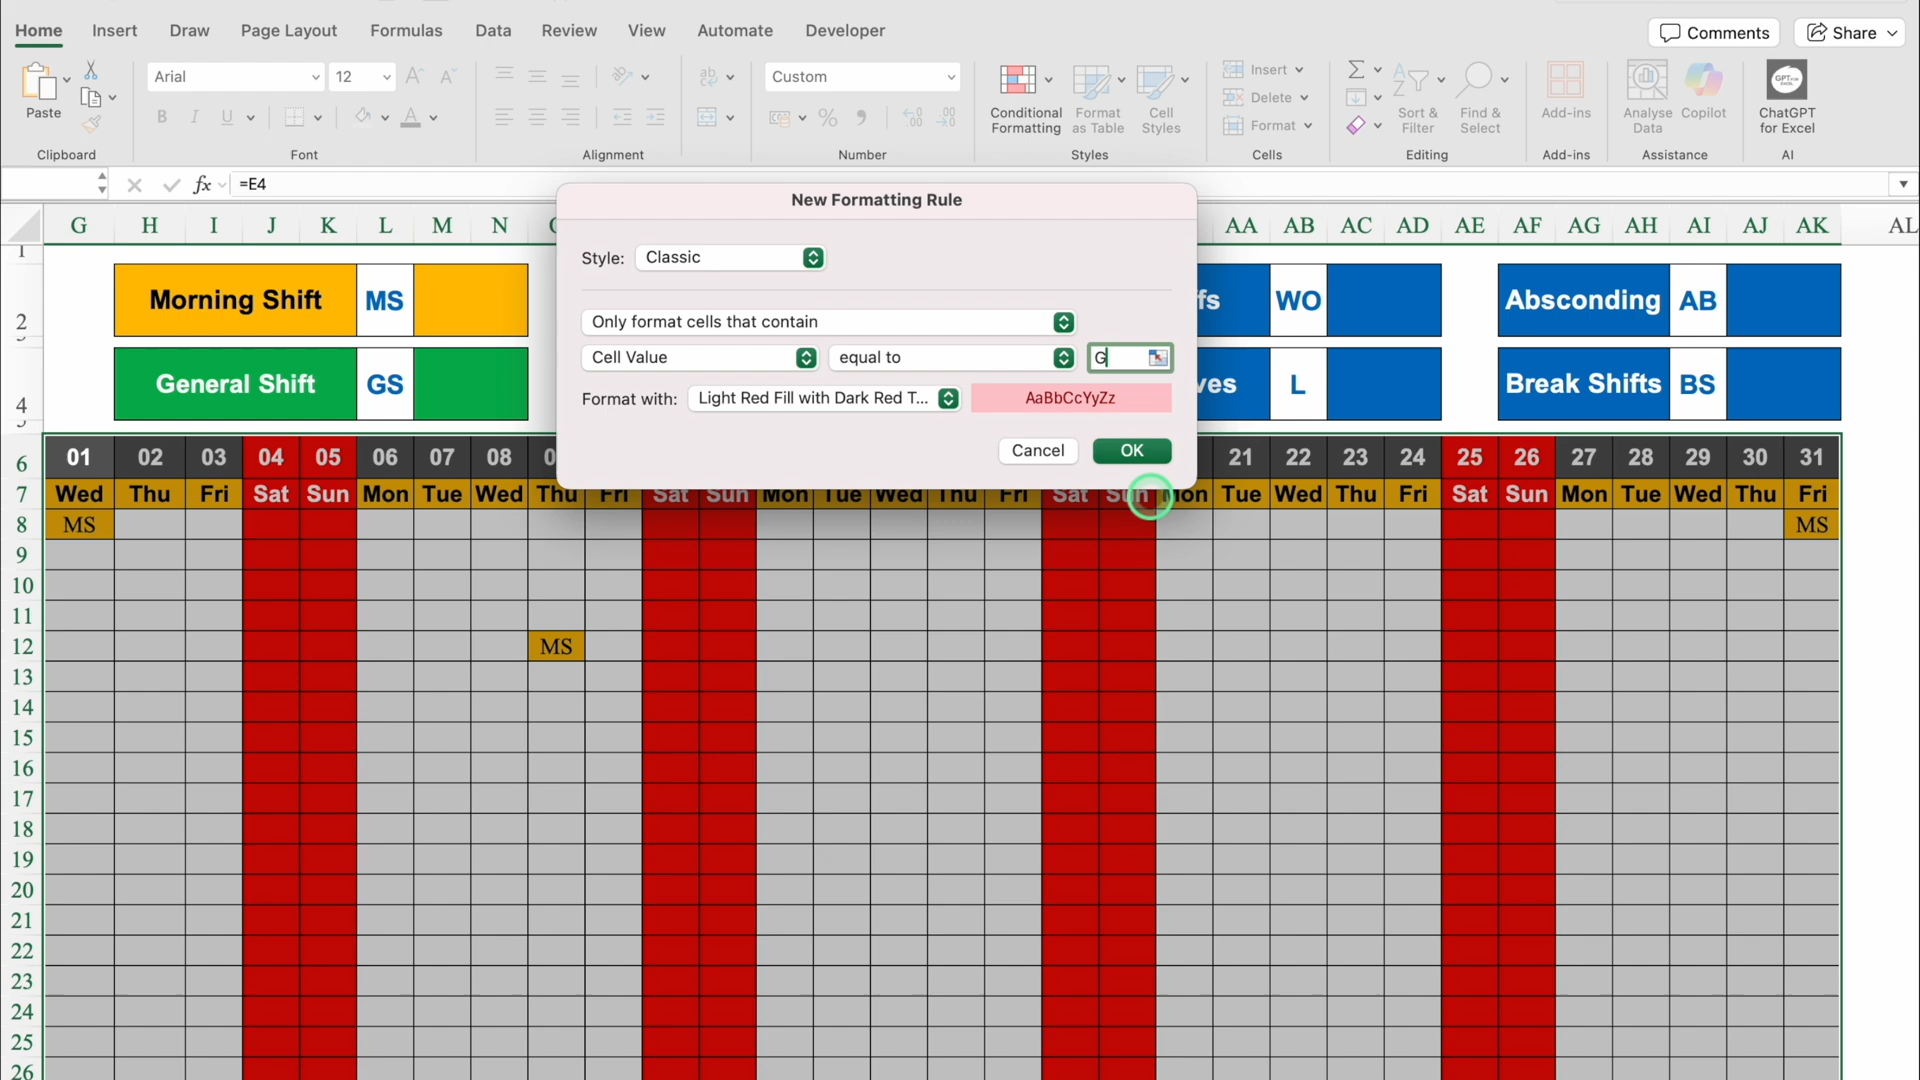 Home Insert Draw Page Layout Formulas Data Review View Automate Developer Comments Share
Paste Arial 12 Custom Conditional Formatting Format as Table Cell Styles Insert Delete Format Sort & Filter Find & Select Add-ins Analyse Data Copilot ChatGPT for Excel
Clipboard Font Alignment Number Styles Cells Editing Add-ins Assistance AI
fx =E4
New Formatting Rule
Style: Classic
Only format cells that contain
Cell Value equal to G
Format with: Light Red Fill with Dark Red T... AaBbCcYyZz
Cancel OK
G H I J K L M N AA AB AC AD AE AF AG AH AI AJ AK AL
1
2 Morning Shift MS fs WO Absconding AB
4 General Shift GS ves L Break Shifts BS
6 01 02 03 04 05 06 07 08 0 21 22 23 24 25 26 27 28 29 30 31
7 Wed Thu Fri Sat Sun Mon Tue Wed Thu Fri Sat Sun Mon Tue Wed Thu Fri Sat Sun Mon Tue Wed Thu Fri Sat Sun Mon Tue Wed Thu Fri
8 MS MS
9
10
11
12 MS
13
14
15
16
17
18
19
20
21
22
23
24
25
26